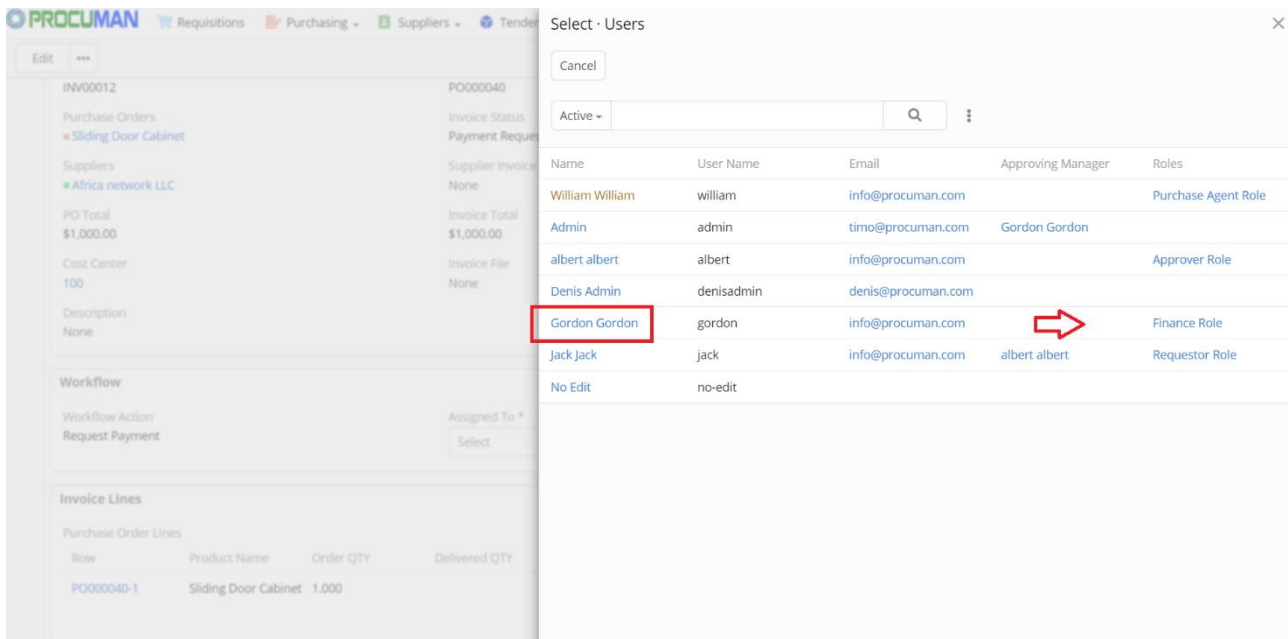 PROCUMAN Requisitions Purchasing Suppliers Tender
Edit •••
INV00012 PO000040
Purchase Orders Invoice Status
Sliding Door Cabinet Payment Reques
Suppliers Supplier Invoice
Africa network LLC None
PO Total Invoice Total
$1,000.00 $1,000.00
Cost Center Invoice File
100 None
Description
None
Workflow
Workflow Action Assigned To *
Request Payment Select
Invoice Lines
Purchase Order Lines
Row Product Name Order QTY Delivered QTY
PO000040-1 Sliding Door Cabinet 1.000
Select · Users
Cancel
Active
Name User Name Email Approving Manager Roles
William William william info@procuman.com Purchase Agent Role
Admin admin timo@procuman.com Gordon Gordon
albert albert albert info@procuman.com Approver Role
Denis Admin denisadmin denis@procuman.com
Gordon Gordon gordon info@procuman.com Finance Role
Jack Jack jack info@procuman.com albert albert Requestor Role
No Edit no-edit